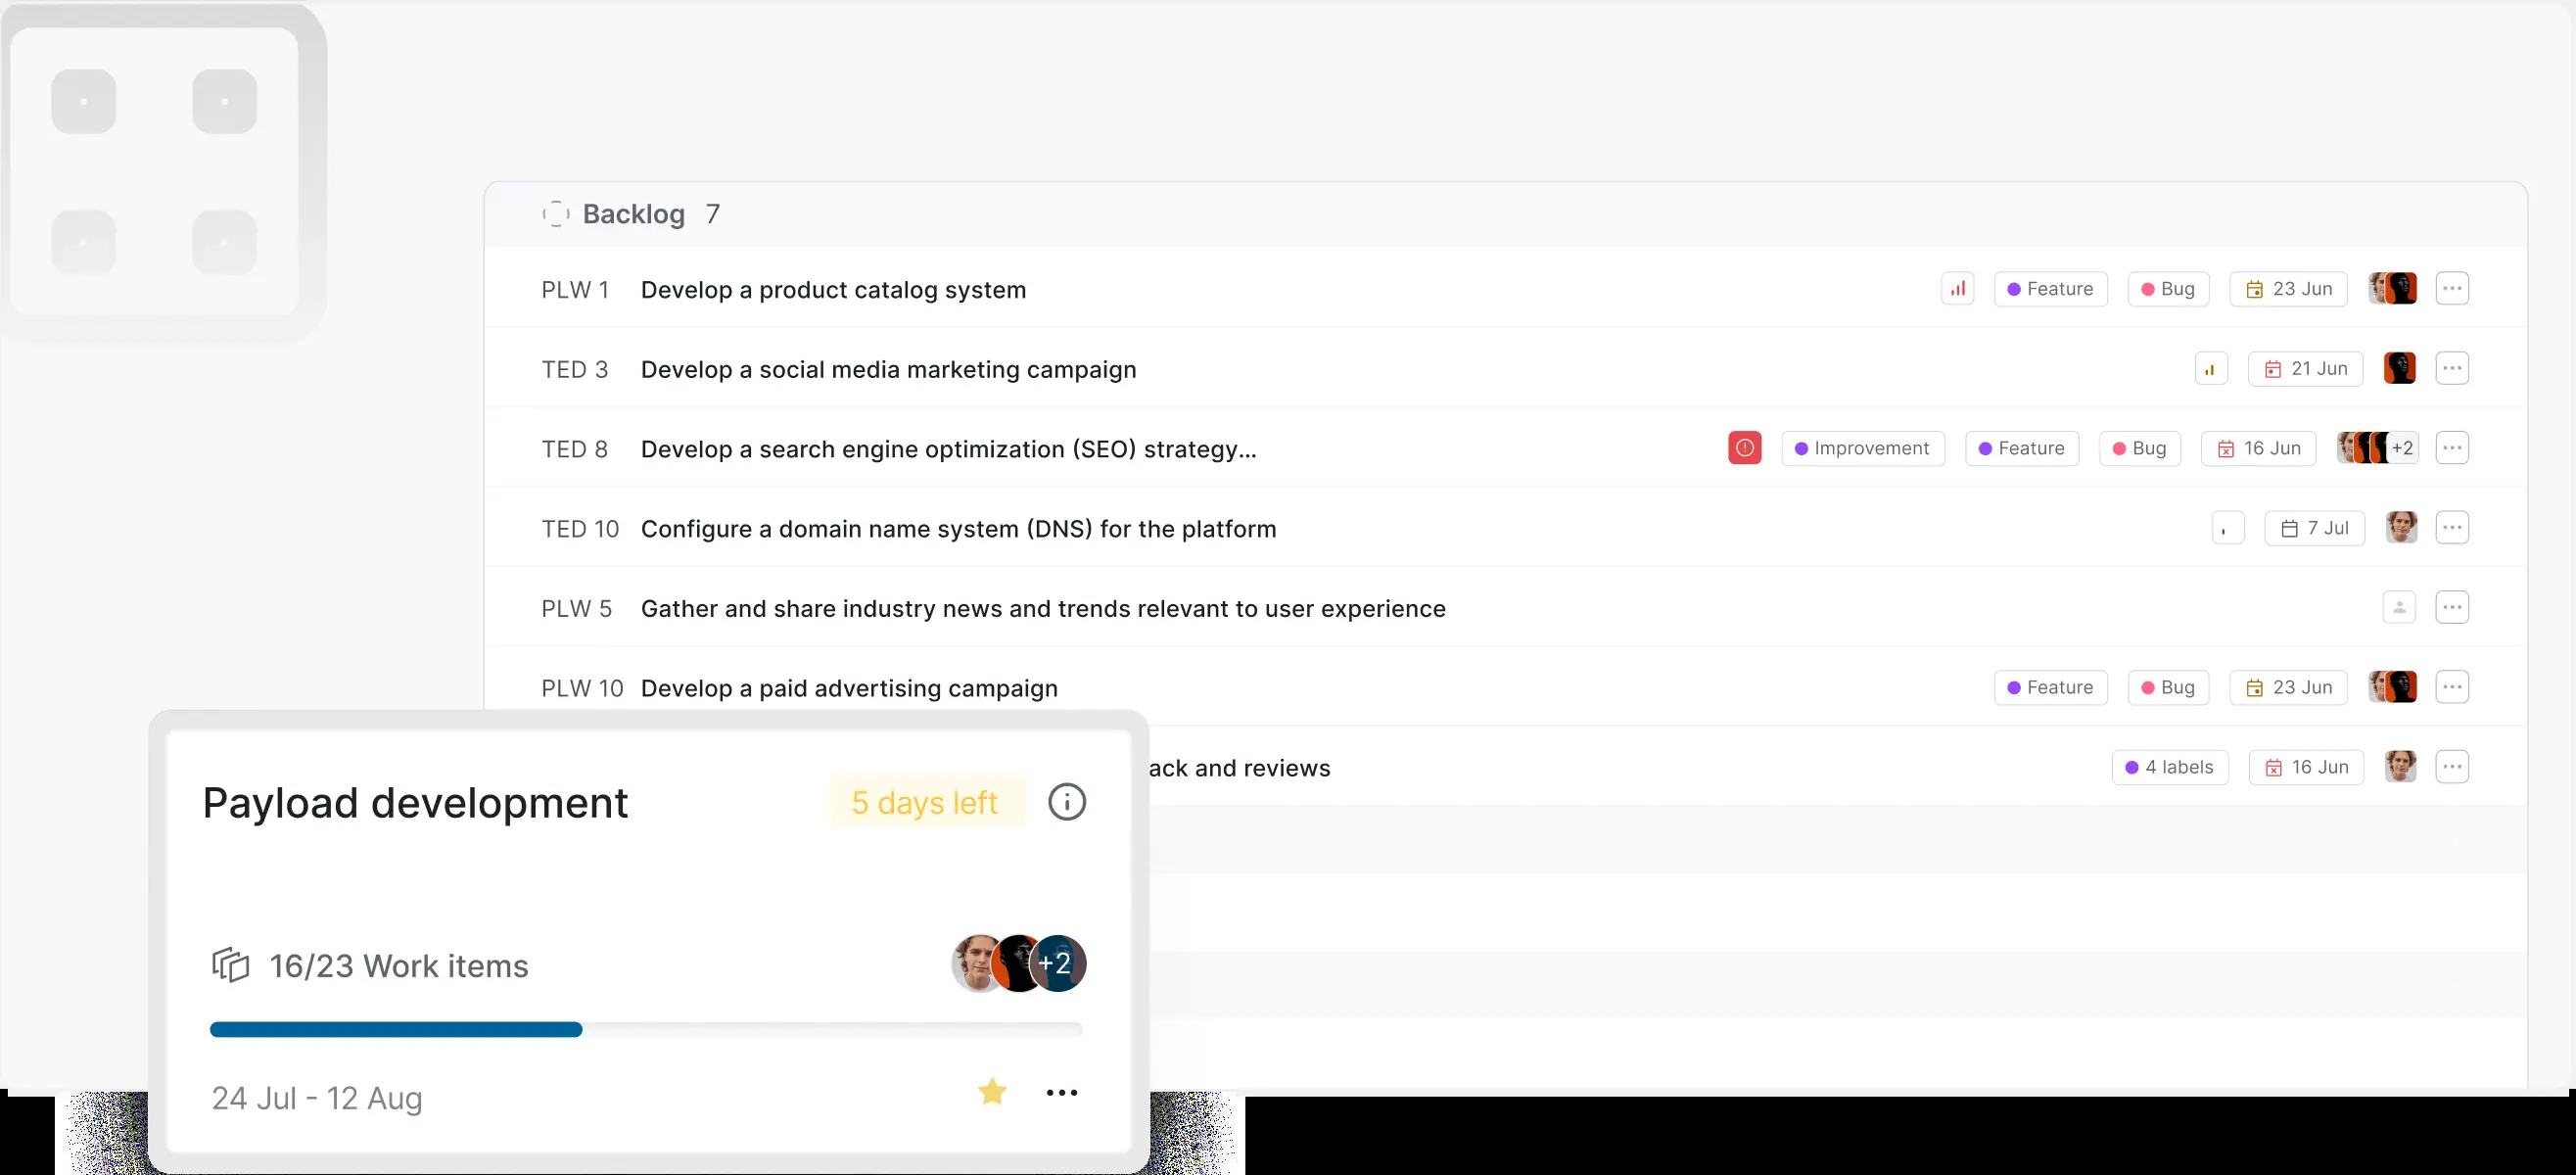 Backlog 7
PLW 1 Develop a product catalog system Feature Bug 23 Jun
TED 3 Develop a social media marketing campaign 21 Jun
TED 8 Develop a search engine optimization (SEO) strategy... Improvement Feature Bug 16 Jun +2
TED 10 Configure a domain name system (DNS) for the platform 7 Jul
PLW 5 Gather and share industry news and trends relevant to user experience
PLW 10 Develop a paid advertising campaign Feature Bug 23 Jun
ack and reviews 4 labels 16 Jun
Payload development 5 days left
16/23 Work items +2
24 Jul - 12 Aug